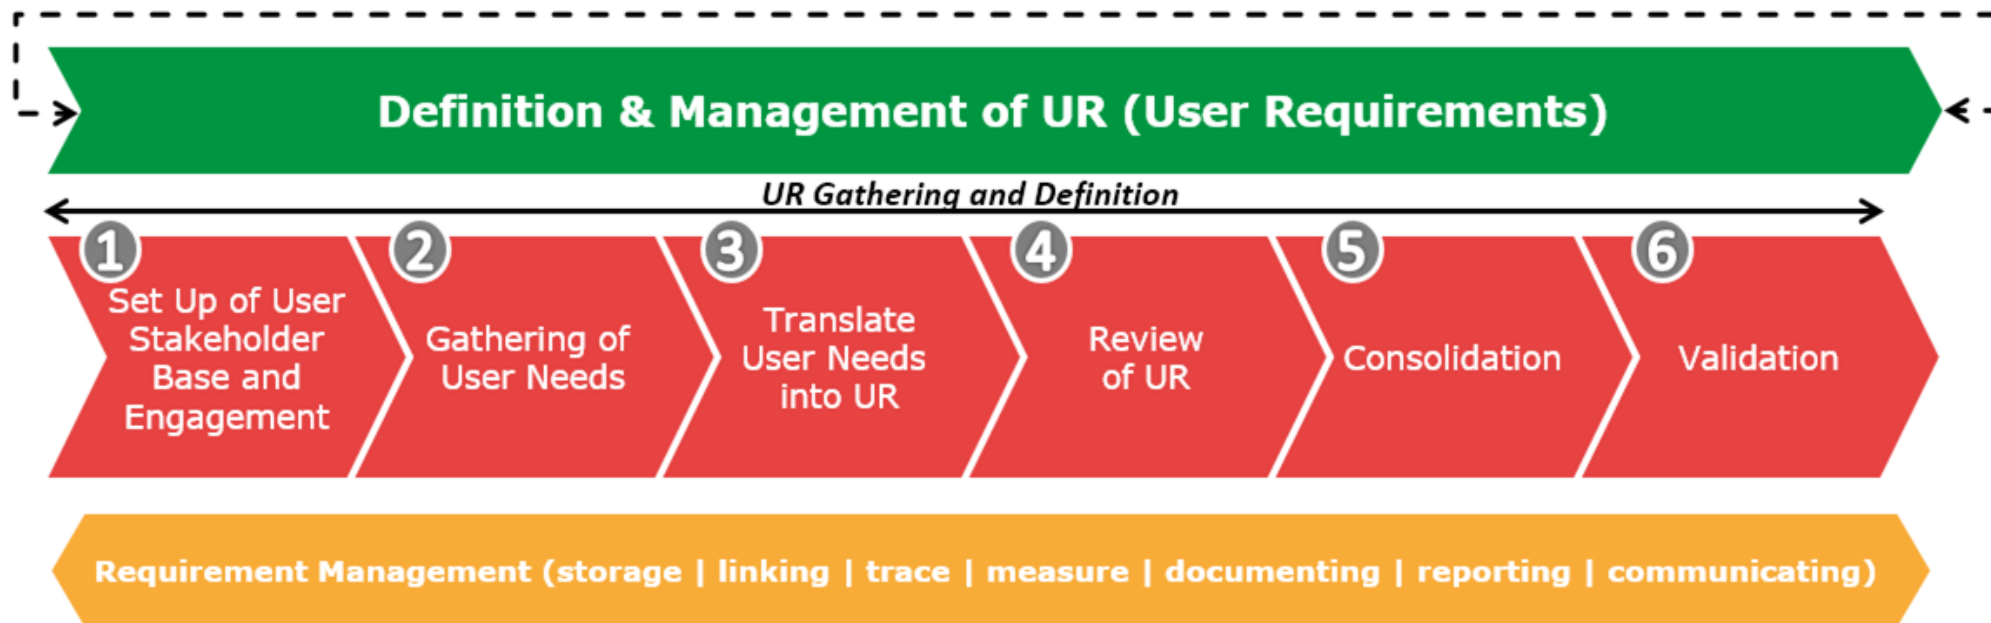 Definition & Management of UR (User Requirements)
UR Gathering and Definition
1
Set Up of User
Stakeholder
Base and
Engagement
2
Gathering of
User Needs
3
Translate
User Needs
into UR
4
Review
of UR
5
Consolidation
6
Validation
Requirement Management (storage | linking | trace | measure | documenting | reporting | communicating)